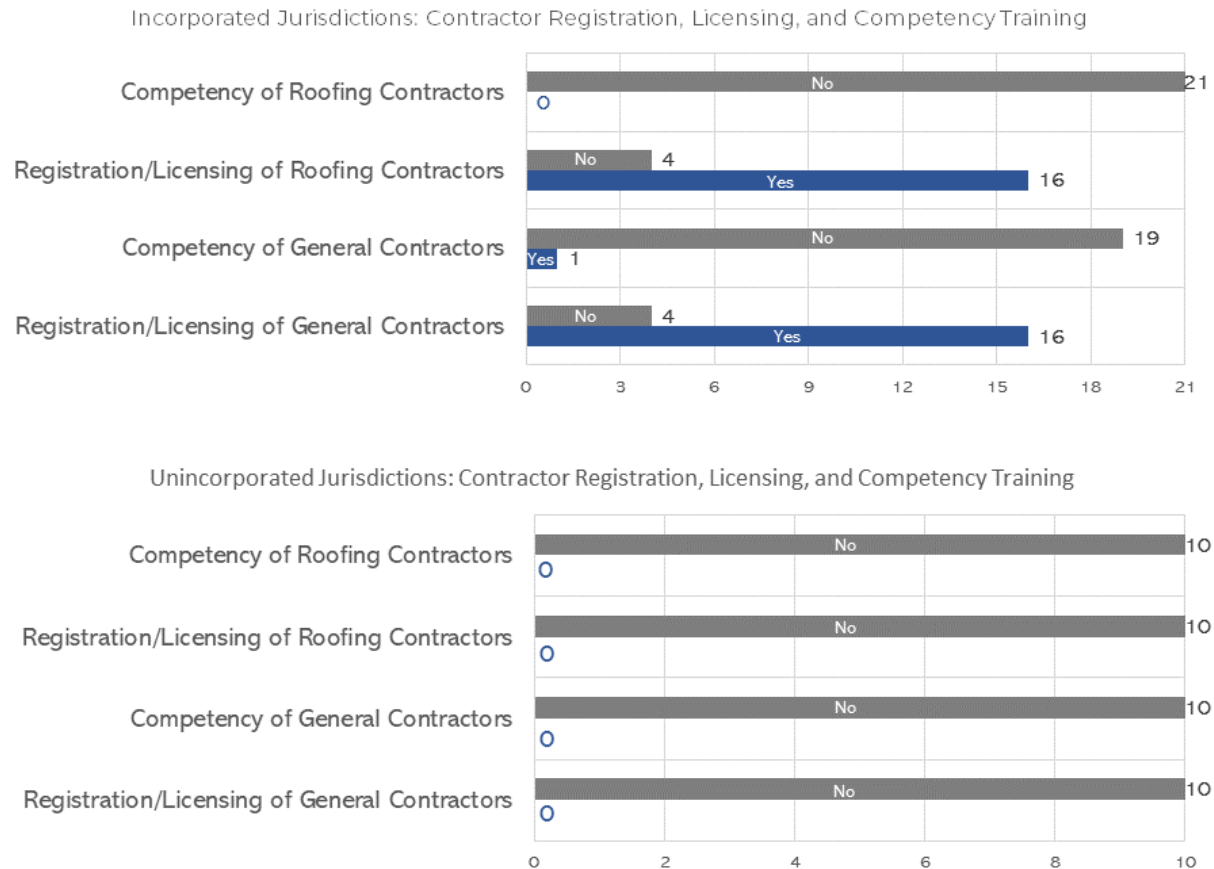 Incorporated Jurisdictions: Contractor Registration, Licensing, and Competency Training
Competency of Roofing Contractors
No
21
0
Registration/Licensing of Roofing Contractors
No
4
Yes
16
Competency of General Contractors
No
19
Yes
1
Registration/Licensing of General Contractors
No
4
Yes
16
0 3 6 9 12 15 18 21
Unincorporated Jurisdictions: Contractor Registration, Licensing, and Competency Training
Competency of Roofing Contractors
No
10
0
Registration/Licensing of Roofing Contractors
No
10
0
Competency of General Contractors
No
10
0
Registration/Licensing of General Contractors
No
10
0
0 2 4 6 8 10